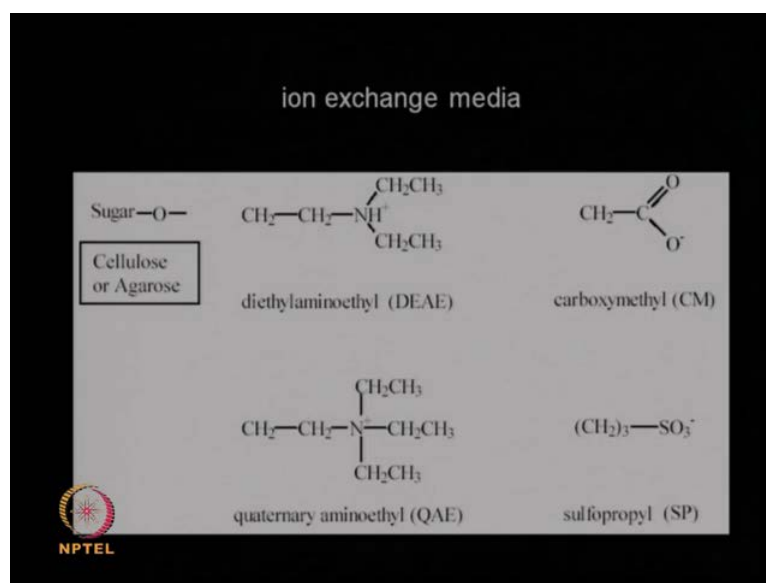 ion exchange media
Sugar—O—
Cellulose
or Agarose
CH₂CH₃
CH₂—CH₂—NH⁺
CH₂CH₃
diethylaminoethyl (DEAE)
O
CH₂—C
O⁻
carboxymethyl (CM)
CH₂CH₃
CH₂—CH₂—N⁺—CH₂CH₃
CH₂CH₃
quaternary aminoethyl (QAE)
(CH₂)₃—SO₃⁻
sulfopropyl (SP)
NPTEL